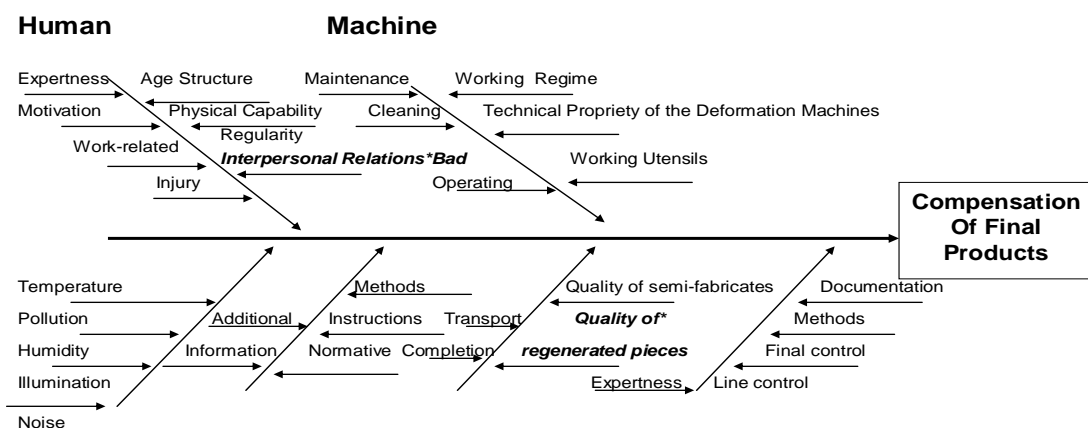 Human
Machine
Expertness
Age Structure
Motivation
Physical Capability
Regularity
Work-related
Interpersonal Relations*Bad
Injury
Maintenance
Working Regime
Cleaning
Technical Propriety of the Deformation Machines
Working Utensils
Operating
Compensation
Of Final
Products
Temperature
Pollution
Humidity
Illumination
Noise
Methods
Additional
Instructions
Information
Normative
Quality of semi-fabricates
Transport
Quality of*
Completion
regenerated pieces
Documentation
Methods
Final control
Expertness
Line control